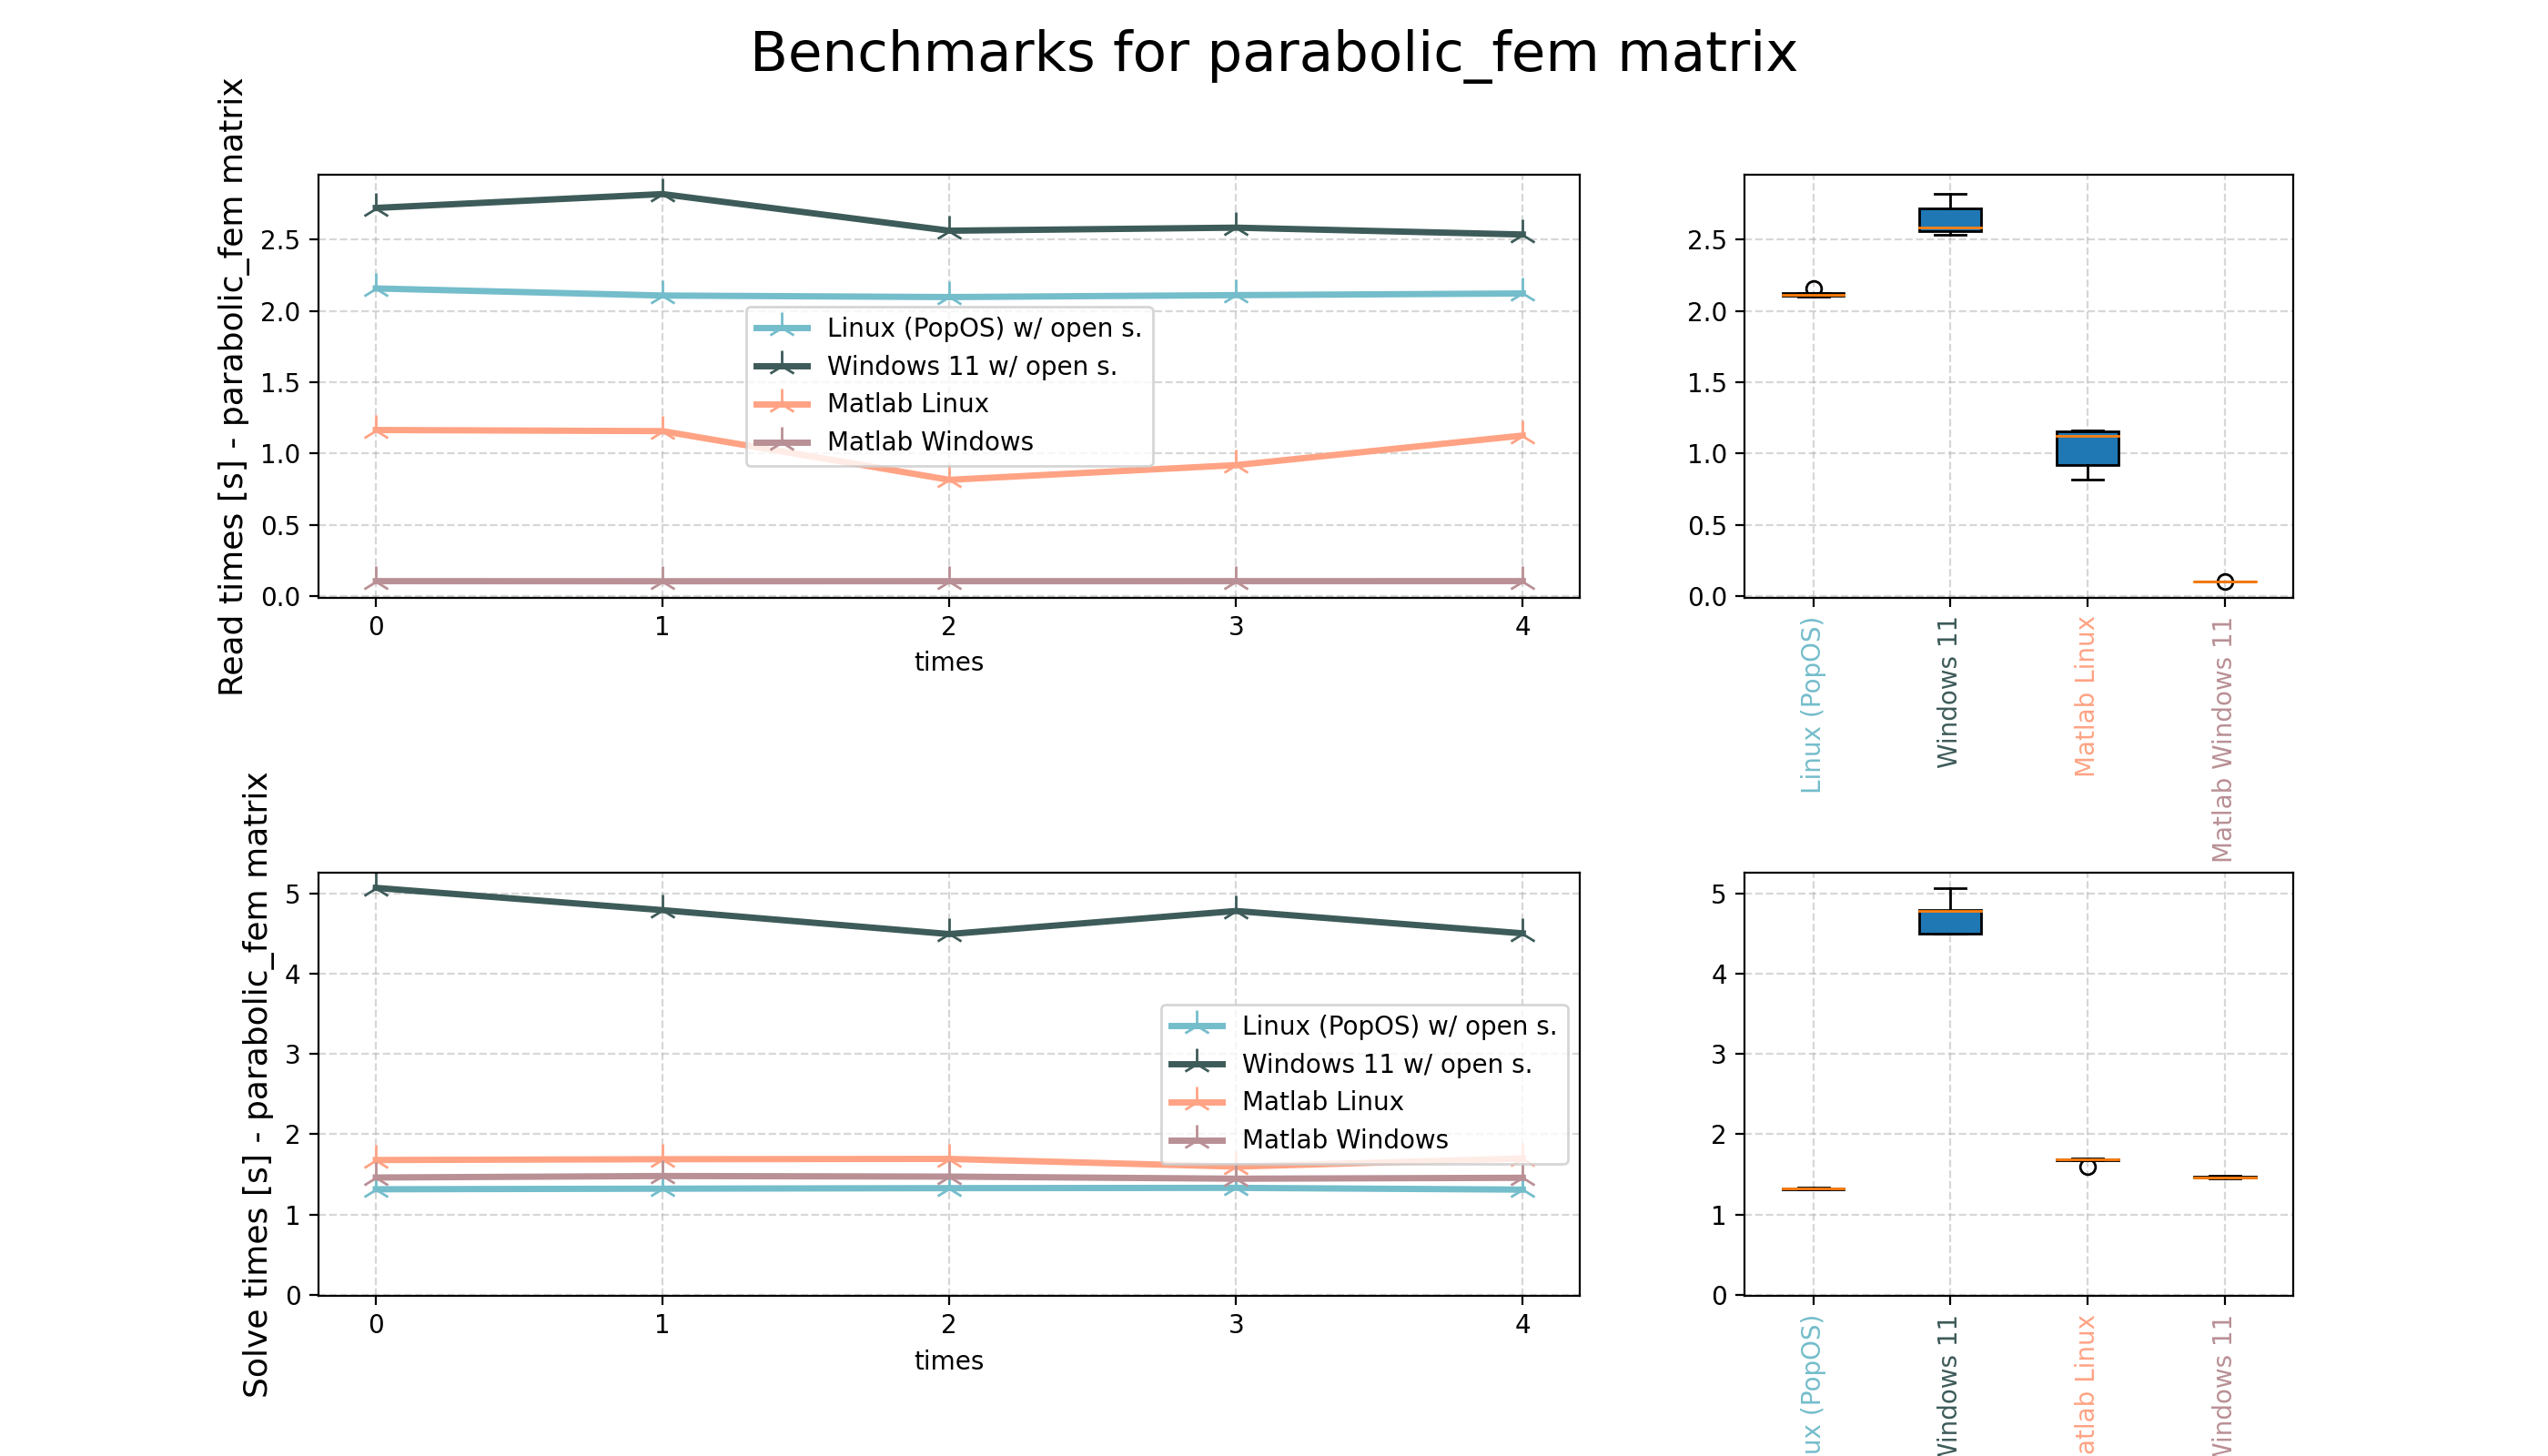 Benchmarks for parabolic_fem matrix
Read times [s] - parabolic_fem matrix
2.5
2.0
1.5
1.0
0.5
0.0
Linux (PopOS) w/ open s.
Windows 11 w/ open s.
Matlab Linux
Matlab Windows
0 1 2 3 4
times
2.5
2.0
1.5
1.0
0.5
0.0
Linux (PopOS)
Windows 11
Matlab Linux
Matlab Windows 11
Solve times [s] - parabolic_fem matrix
5
4
3
2
1
0
Linux (PopOS) w/ open s.
Windows 11 w/ open s.
Matlab Linux
Matlab Windows
0 1 2 3 4
times
5
4
3
2
1
0
ux (PopOS)
Windows 11
atlab Linux
Windows 11